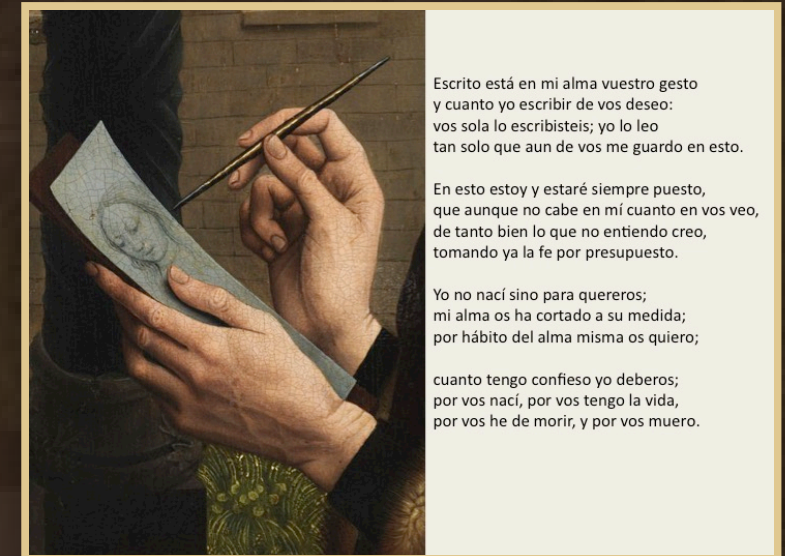 Escrito está en mi alma vuestro gesto
y cuanto yo escribir de vos deseo:
vos sola lo escribisteis; yo lo leo
tan solo que aun de vos me guardo en esto.
En esto estoy y estaré siempre puesto,
que aunque no cabe en mí cuanto en vos veo,
de tanto bien lo que no entiendo creo,
tomando ya la fe por presupuesto.
Yo no nací sino para quereros;
mi alma os ha cortado a su medida;
por hábito del alma misma os quiero;
cuanto tengo confieso yo deberos;
por vos nací, por vos tengo la vida,
por vos he de morir, y por vos muero.